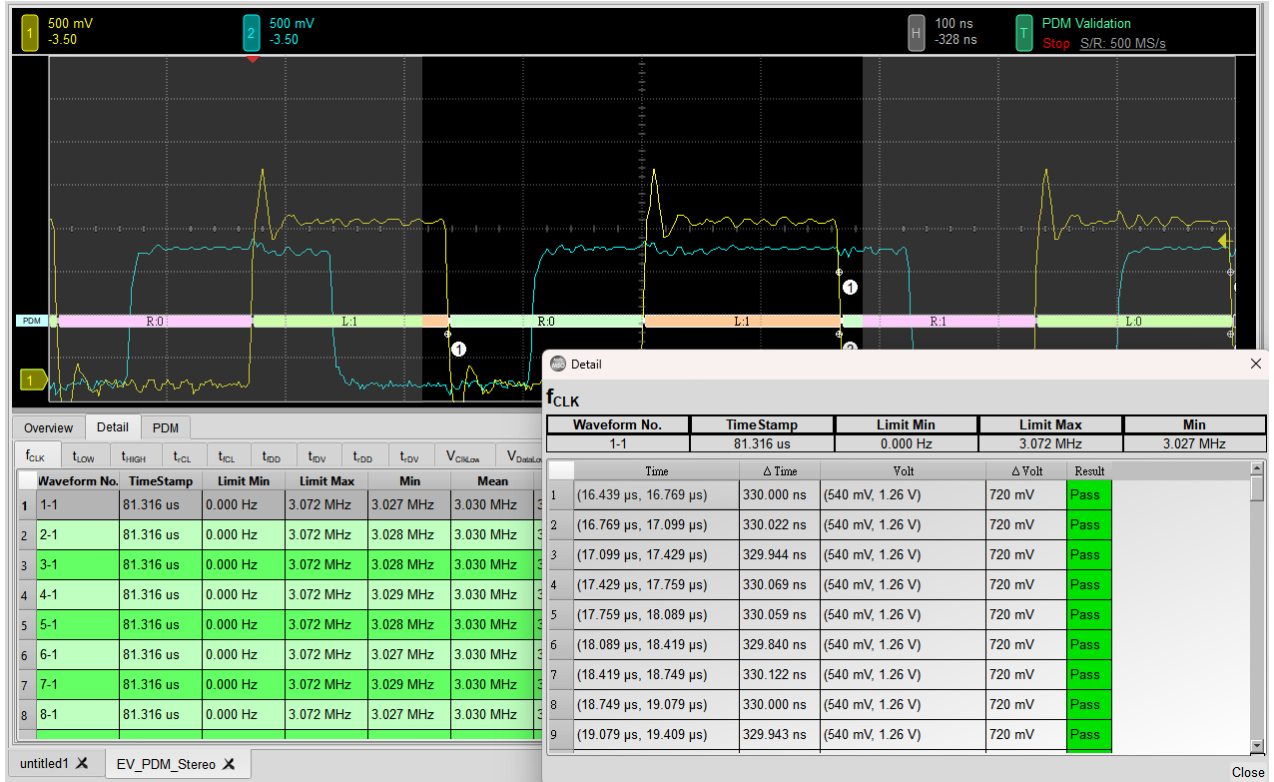 1 500 mV -3.50 2 500 mV -3.50 H 100 ns -328 ns T PDM Validation
Stop S/R: 500 MS/s
1
PDM R:0 L:1 R:0 L:1 R:1 L:0
1
1
Overview Detail PDM
fCLK tLOW tHIGH trCL tfCL tfDD tfDV trDD trDV VClkLow
Waveform No. TimeStamp Limit Min Limit Max Min Mean
1 1-1 81.316 us 0.000 Hz 3.072 MHz 3.027 MHz 3.030 MHz
2 2-1 81.316 us 0.000 Hz 3.072 MHz 3.028 MHz 3.030 MHz
3 3-1 81.316 us 0.000 Hz 3.072 MHz 3.028 MHz 3.030 MHz
4 4-1 81.316 us 0.000 Hz 3.072 MHz 3.029 MHz 3.030 MHz
5 5-1 81.316 us 0.000 Hz 3.072 MHz 3.028 MHz 3.030 MHz
6 6-1 81.316 us 0.000 Hz 3.072 MHz 3.027 MHz 3.030 MHz
7 7-1 81.316 us 0.000 Hz 3.072 MHz 3.029 MHz 3.030 MHz
8 8-1 81.316 us 0.000 Hz 3.072 MHz 3.027 MHz 3.030 MHz
untitled1 EV_PDM_Stereo
Detail
fCLK
Waveform No. TimeStamp Limit Min Limit Max Min
1-1 81.316 us 0.000 Hz 3.072 MHz 3.027 MHz
Time Δ Time Volt Δ Volt Result
1 (16.439 μs, 16.769 μs) 330.000 ns (540 mV, 1.26 V) 720 mV Pass
2 (16.769 μs, 17.099 μs) 330.022 ns (540 mV, 1.26 V) 720 mV Pass
3 (17.099 μs, 17.429 μs) 329.944 ns (540 mV, 1.26 V) 720 mV Pass
4 (17.429 μs, 17.759 μs) 330.069 ns (540 mV, 1.26 V) 720 mV Pass
5 (17.759 μs, 18.089 μs) 330.059 ns (540 mV, 1.26 V) 720 mV Pass
6 (18.089 μs, 18.419 μs) 329.840 ns (540 mV, 1.26 V) 720 mV Pass
7 (18.419 μs, 18.749 μs) 330.122 ns (540 mV, 1.26 V) 720 mV Pass
8 (18.749 μs, 19.079 μs) 330.000 ns (540 mV, 1.26 V) 720 mV Pass
9 (19.079 μs, 19.409 μs) 329.943 ns (540 mV, 1.26 V) 720 mV Pass
Close